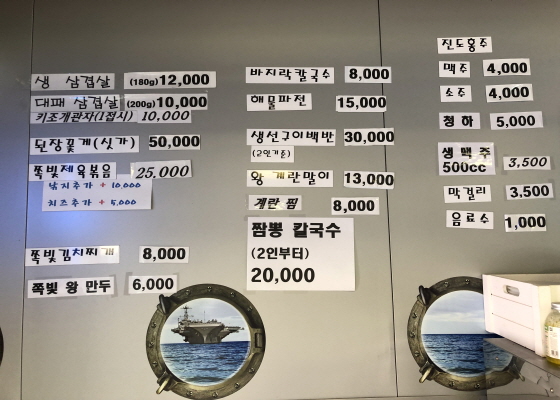 생 삼겹살 (180g) 12,000
대패 삼겹살 (200g) 10,000
키조개관자(1접시) 10,000
된장꽃게(싯가) 50,000
쪽빛제육볶음 25,000
낙지추가 + 10,000
치즈추가 + 5,000
쪽빛김치찌개 8,000
쪽빛 왕 만두 6,000
바지락칼국수 8,000
해물파전 15,000
생선구이백반 30,000
(2인기준)
왕 계란말이 13,000
계란 찜 8,000
짬뽕 칼국수
(2인부터)
20,000
진도홍주
맥주 4,000
소주 4,000
청하 5,000
생맥주
500cc 3,500
막걸리 3,500
음료수 1,000